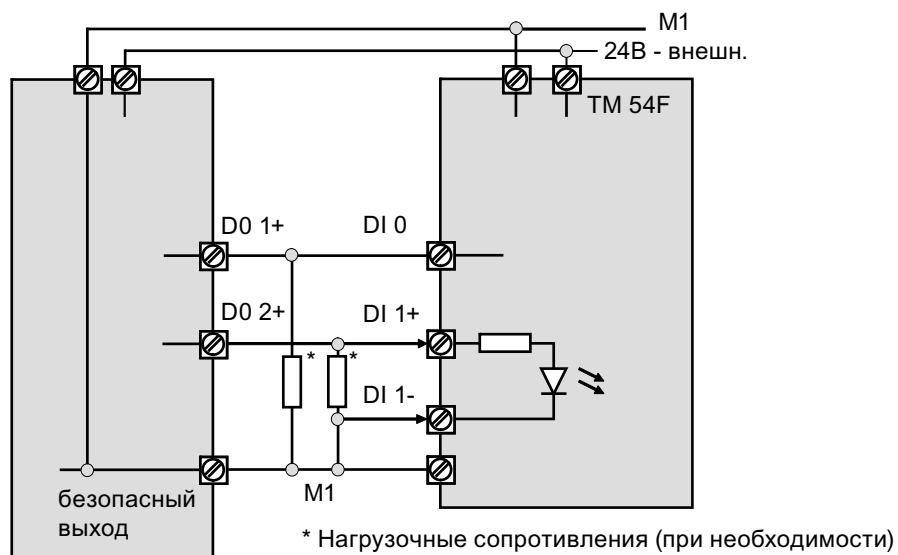 M1
24В - внешн.
TM 54F
D0 1+
DI 0
D0 2+
DI 1+
*
*
DI 1-
M1
безопасный
выход
* Нагрузочные сопротивления (при необходимости)